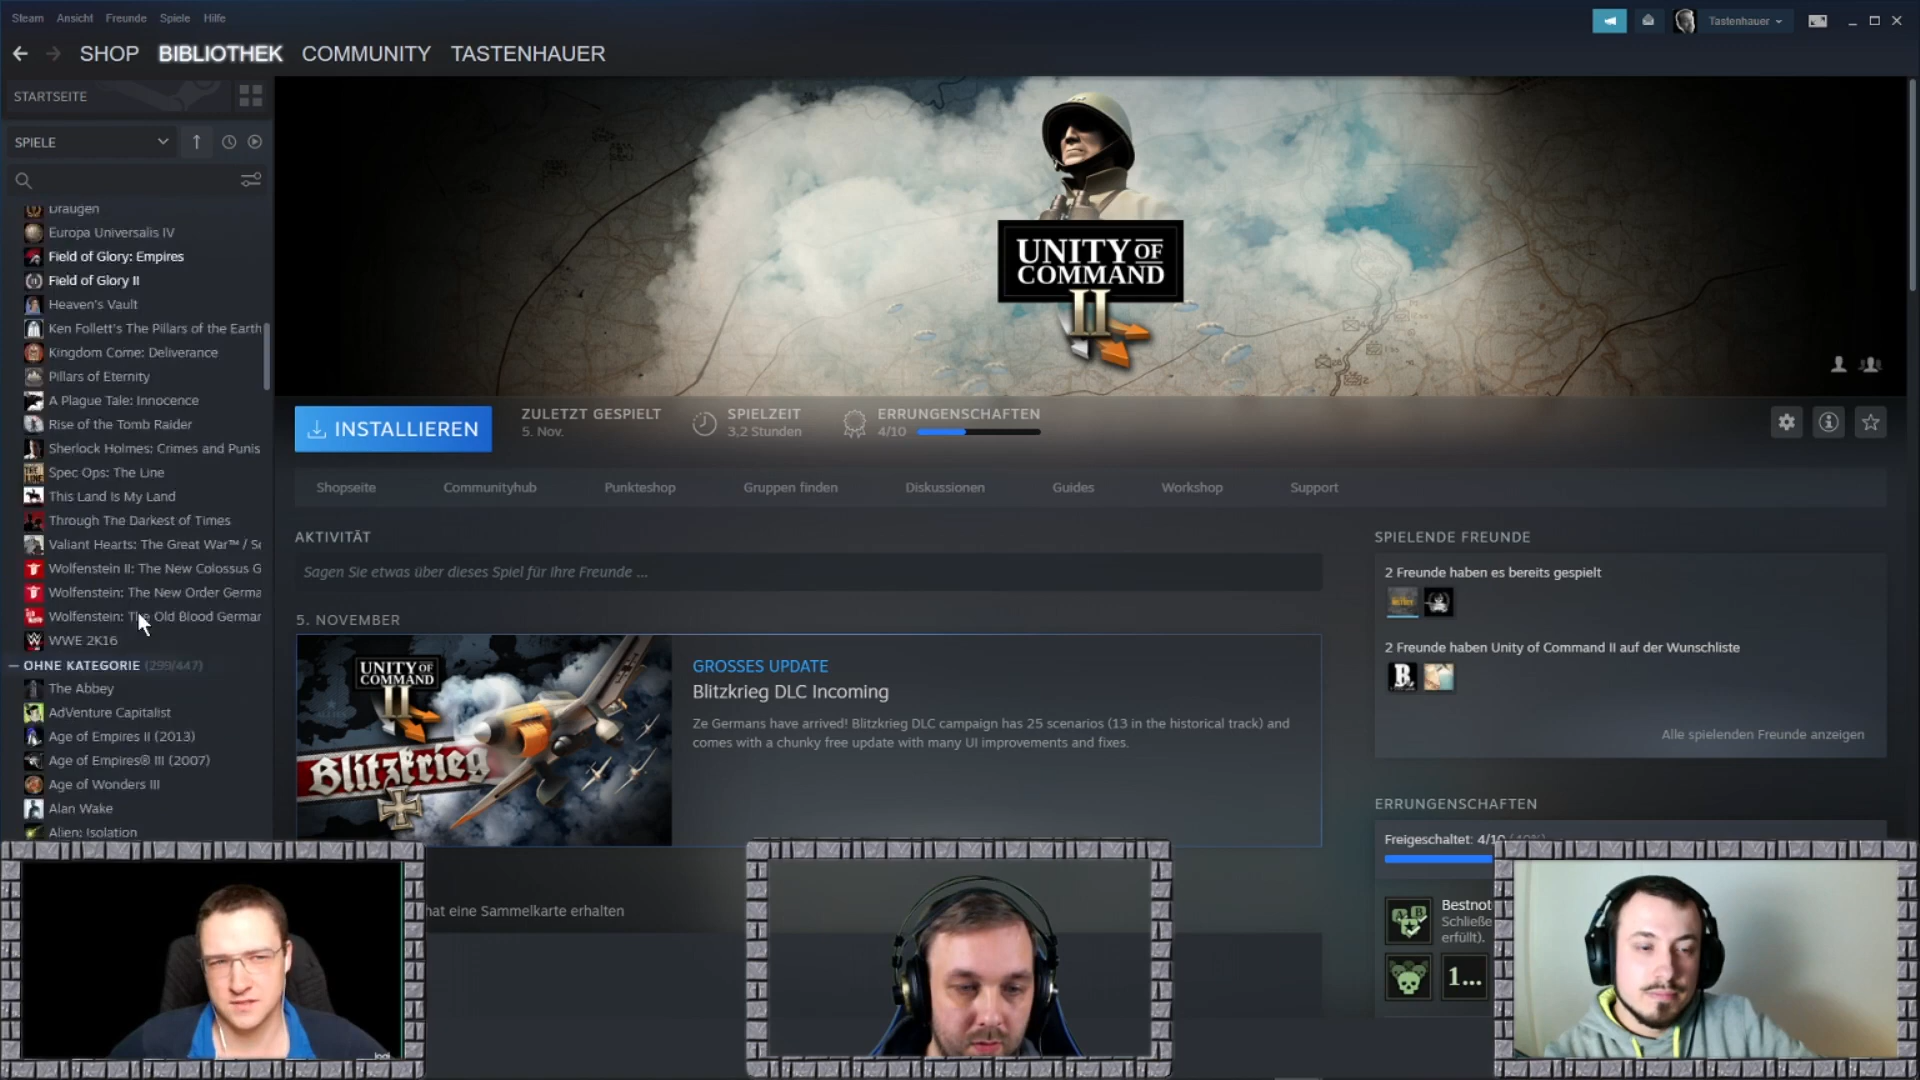 Steam Ansicht Freunde Spiele Hilfe
Tastenhauer
SHOP BIBLIOTHEK COMMUNITY TASTENHAUER
STARTSEITE
SPIELE
Draugen
Europa Universalis IV
Field of Glory: Empires
Field of Glory II
Heaven's Vault
Ken Follett's The Pillars of the Earth
Kingdom Come: Deliverance
Pillars of Eternity
A Plague Tale: Innocence
Rise of the Tomb Raider
Sherlock Holmes: Crimes and Punis
Spec Ops: The Line
This Land Is My Land
Through The Darkest of Times
Valiant Hearts: The Great War™ / So
Wolfenstein II: The New Colossus G
Wolfenstein: The New Order Germa
Wolfenstein: The Old Blood German
WWE 2K16
OHNE KATEGORIE (299/447)
The Abbey
AdVenture Capitalist
Age of Empires II (2013)
Age of Empires® III (2007)
Age of Wonders III
Alan Wake
Alien: Isolation
UNITY OF
COMMAND
II
INSTALLIEREN
ZULETZT GESPIELT
5. Nov.
SPIELZEIT
3,2 Stunden
ERRUNGENSCHAFTEN
4/10
Shopseite Communityhub Punkteshop Gruppen finden Diskussionen Guides Workshop Support
AKTIVITÄT
Sagen Sie etwas über dieses Spiel für Ihre Freunde ...
5. NOVEMBER
UNITY OF
COMMAND
II
Blitzkrieg
GROSSES UPDATE
Blitzkrieg DLC Incoming
Ze Germans have arrived! Blitzkrieg DLC campaign has 25 scenarios (13 in the historical track) and
comes with a chunky free update with many UI improvements and fixes.
hat eine Sammelkarte erhalten
SPIELENDE FREUNDE
2 Freunde haben es bereits gespielt
2 Freunde haben Unity of Command II auf der Wunschliste
B.
Alle spielenden Freunde anzeigen
ERRUNGENSCHAFTEN
Freigeschaltet: 4/10 (40%)
Bestnot
Schließe
erfüllt).
1...